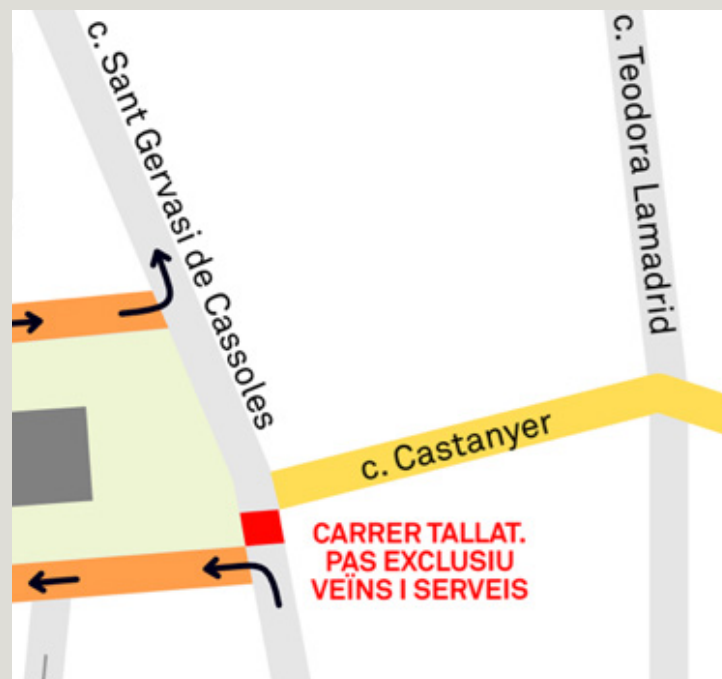 c. Sant Gervasi de Cassoles
c. Teodora Lamadrid
c. Castanyer
CARRER TALLAT.
PAS EXCLUSIU
VEÏNS I SERVEIS